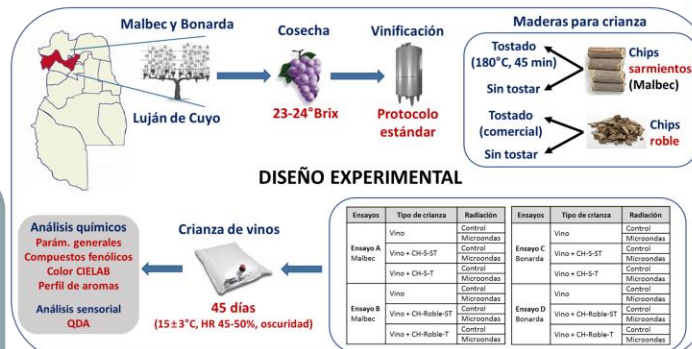 Malbec y Bonarda
Luján de Cuyo
Cosecha
23-24°Brix
Vinificación
Protocolo
estándar
Maderas para crianza
Tostado
(180°C, 45 min)
Sin tostar
Chips
sarmientos
(Malbec)
Tostado
(comercial)
Sin tostar
Chips
roble
DISEÑO EXPERIMENTAL
Análisis químicos
Parám. generales
Compuestos fenólicos
Color CIELAB
Perfil de aromas
Análisis sensorial
QDA
Crianza de vinos
45 días
(15±3°C, HR 45-50%, oscuridad)
Ensayos Tipo de crianza Radiación
Ensayo A
Malbec
Vino
Control
Microondas
Vino + CH-S-ST
Control
Microondas
Vino + CH-S-T
Control
Microondas
Ensayo B
Malbec
Vino
Control
Microondas
Vino + CH-Roble-ST
Control
Microondas
Vino + CH-Roble-T
Control
Microondas
Ensayos Tipo de crianza Radiación
Ensayo C
Bonarda
Vino
Control
Microondas
Vino + CH-S-ST
Control
Microondas
Vino + CH-S-T
Control
Microondas
Ensayo D
Bonarda
Vino
Control
Microondas
Vino + CH-Roble-ST
Control
Microondas
Vino + CH-Roble-T
Control
Microondas